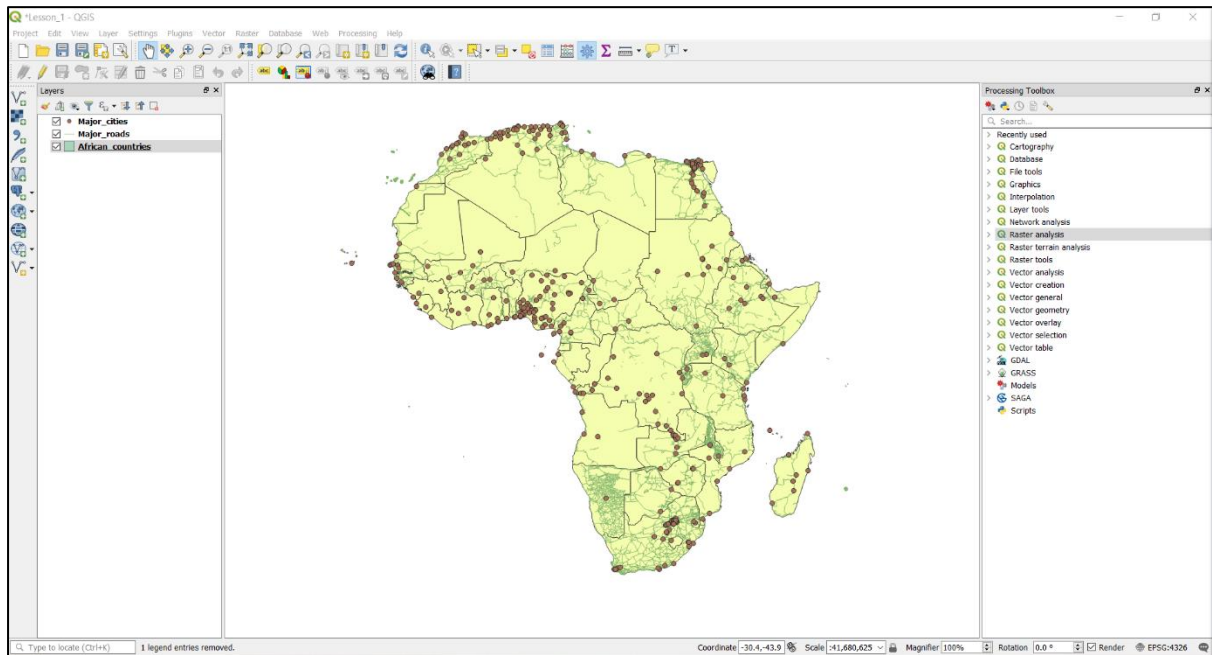 *Lesson_1 - QGIS
Project Edit View Layer Settings Plugins Vector Raster Database Web Processing Help
Layers
Major_cities
Major_roads
African_countries
Processing Toolbox
Search...
Recently used
Cartography
Database
File tools
Graphics
Interpolation
Layer tools
Network analysis
Raster analysis
Raster terrain analysis
Raster tools
Vector analysis
Vector creation
Vector general
Vector geometry
Vector overlay
Vector selection
Vector table
GDAL
GRASS
Models
SAGA
Scripts
Type to locate (Ctrl+K) 1 legend entries removed. Coordinate -30.4,-43.9 Scale :41,680,625 Magnifier 100% Rotation 0.0 ° Render EPSG:4326